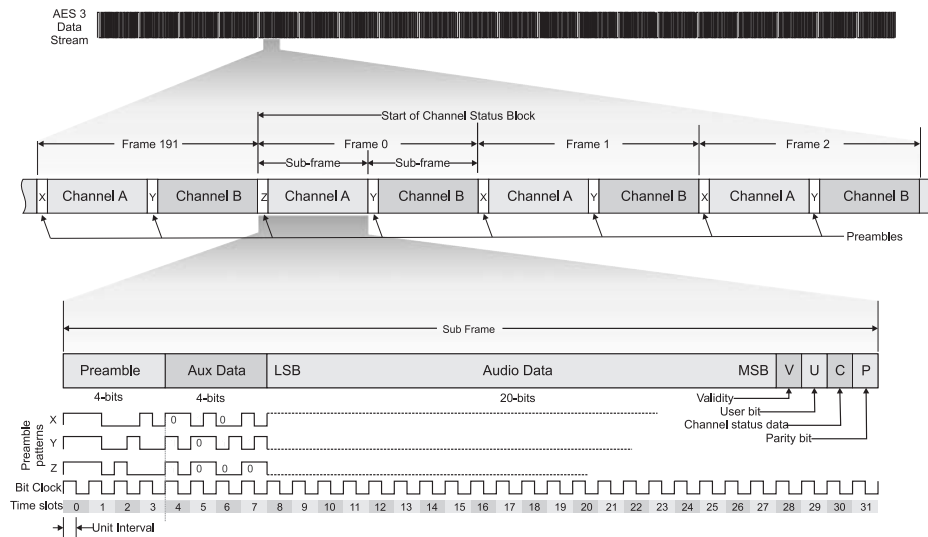 AES 3
Data
Stream
Start of Channel Status Block
Frame 191
Frame 0
Frame 1
Frame 2
Sub-frame
Sub-frame
X Channel A Y Channel B Z Channel A Y Channel B X Channel A Y Channel B X Channel A Y Channel B
Preambles
Sub Frame
Preamble Aux Data LSB Audio Data MSB V U C P
4-bits 4-bits 20-bits
Validity
User bit
Channel status data
Parity bit
Preamble
patterns
X 0 0
Y 0
Z 0 0 0
Bit Clock
Time slots 0 1 2 3 4 5 6 7 8 9 10 11 12 13 14 15 16 17 18 19 20 21 22 23 24 25 26 27 28 29 30 31
Unit Interval